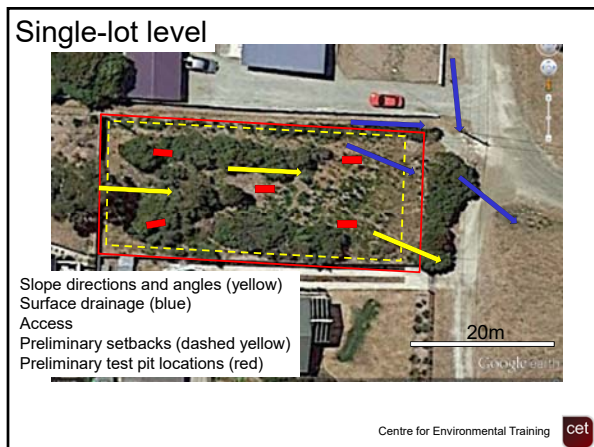 Single-lot level
Slope directions and angles (yellow)
Surface drainage (blue)
Access
Preliminary setbacks (dashed yellow)
Preliminary test pit locations (red)
20m
Google earth
Centre for Environmental Training
cet